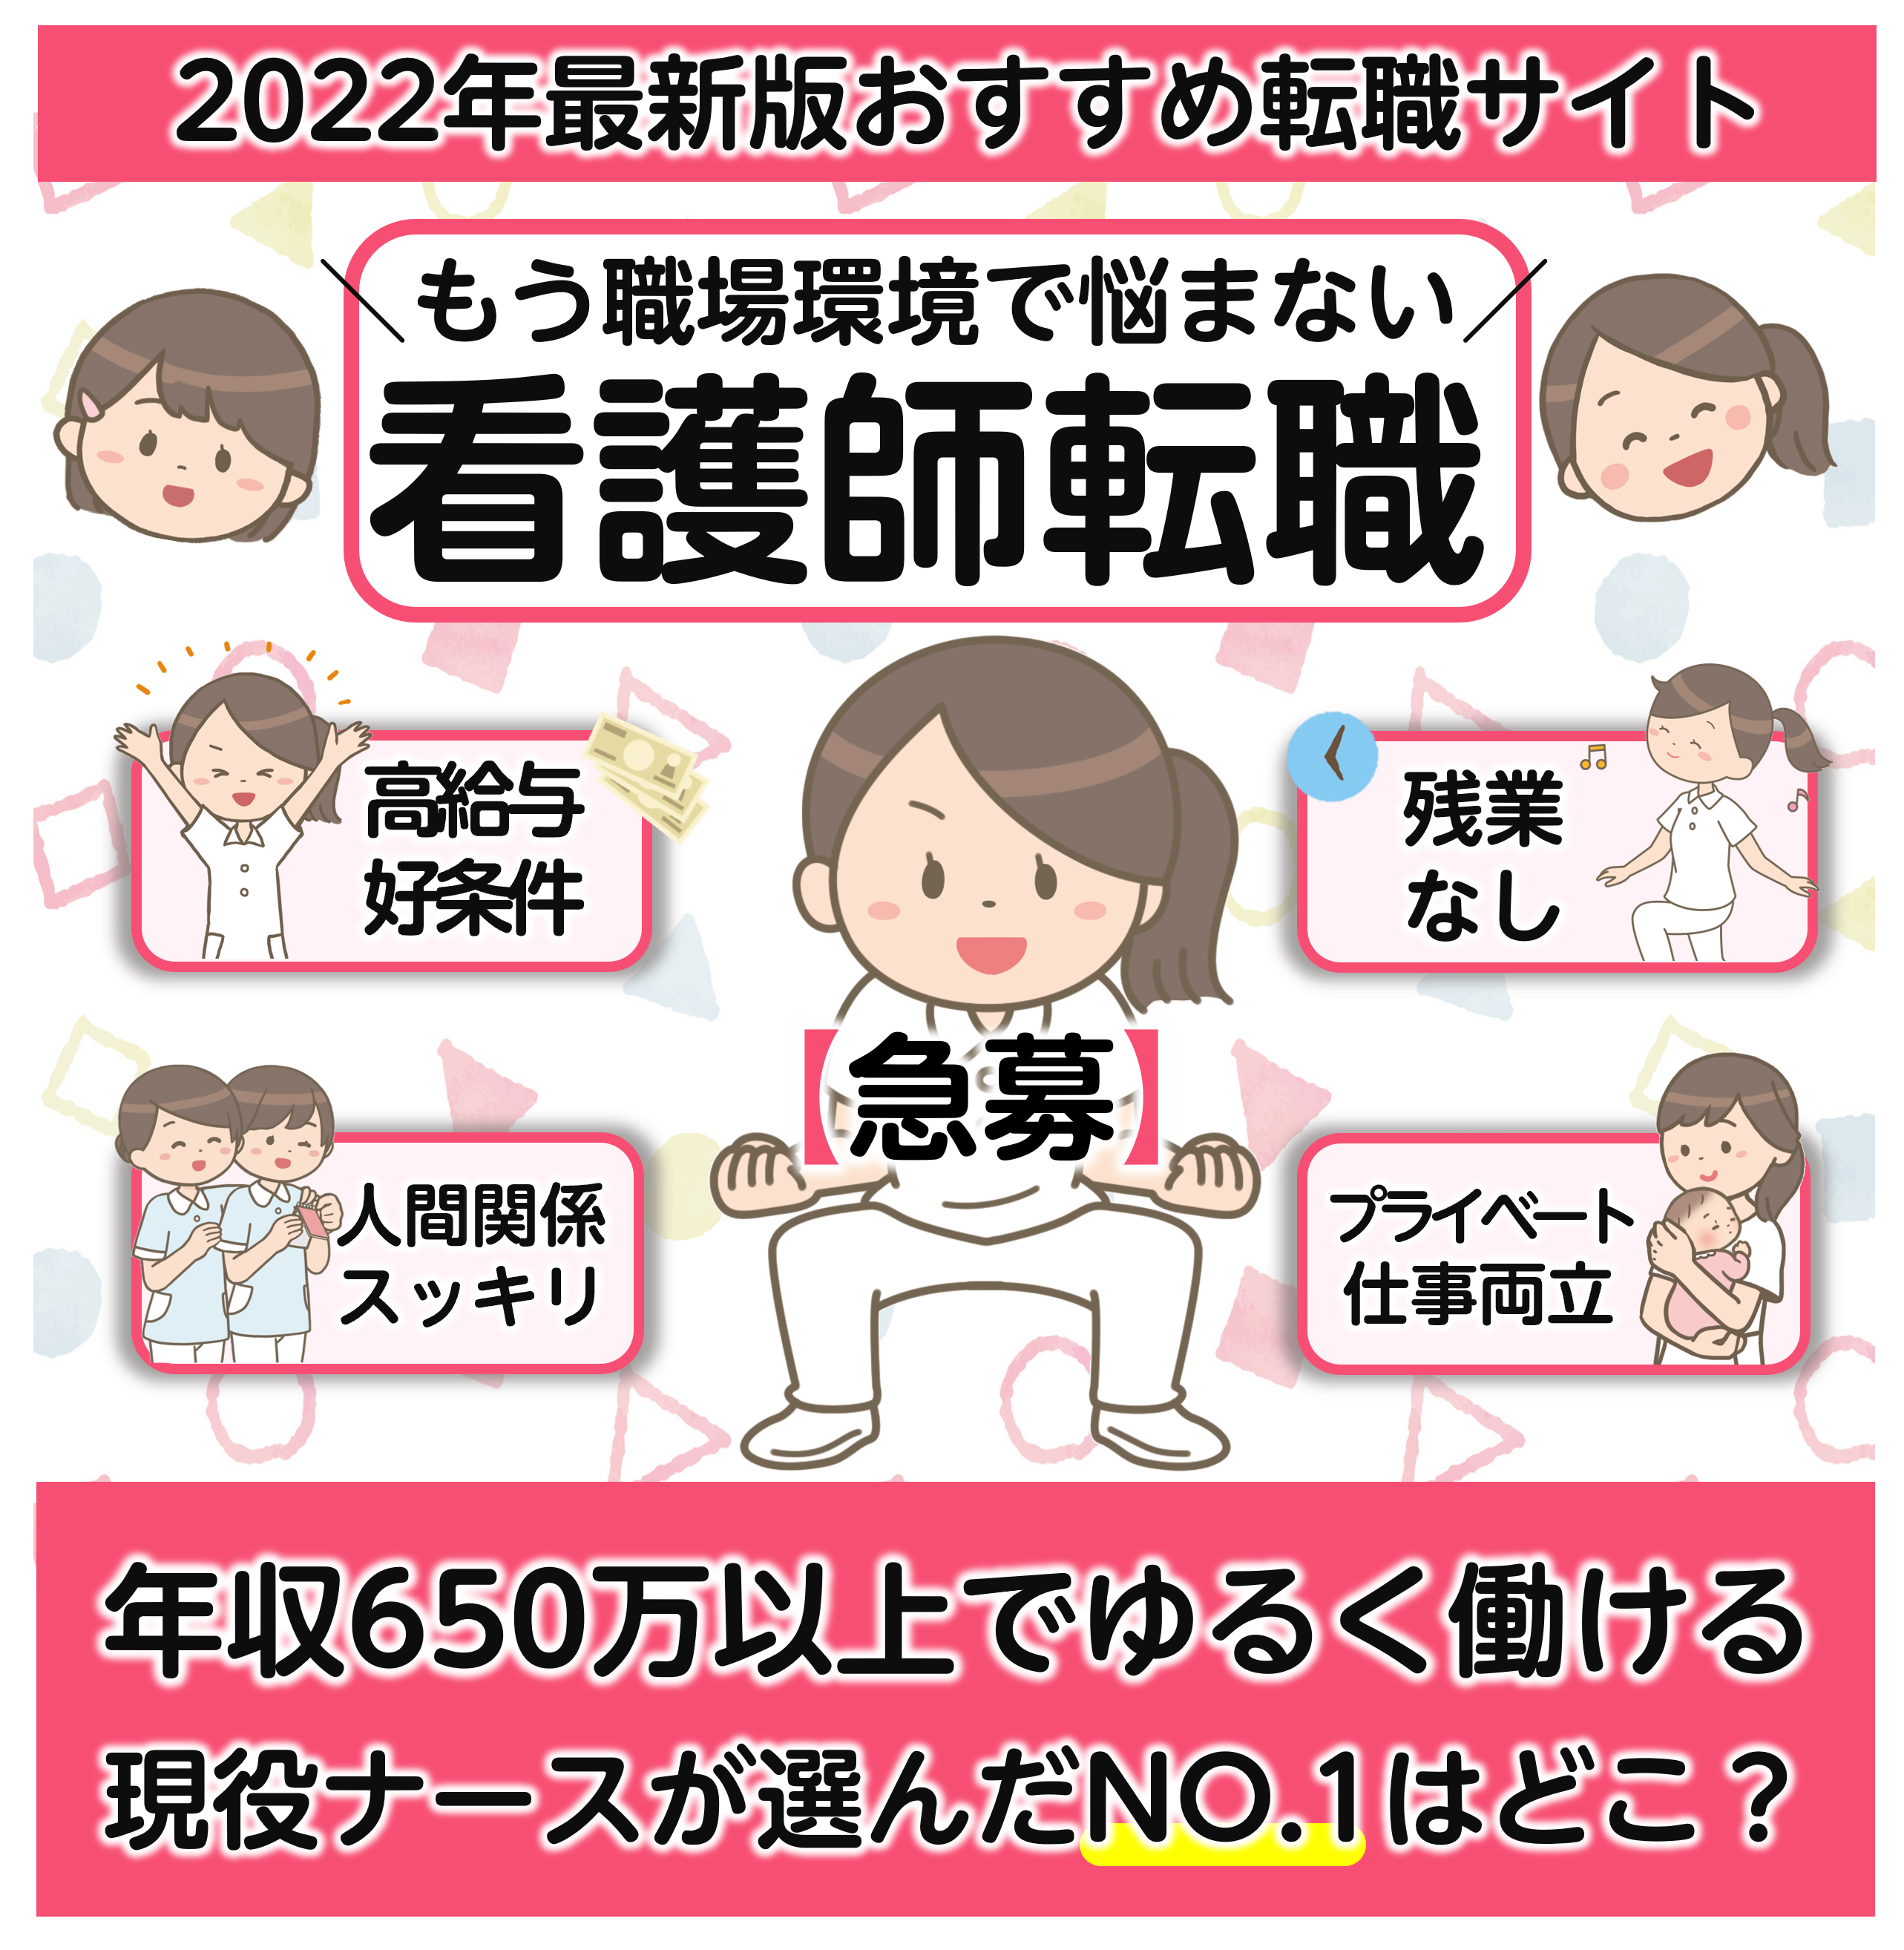 2022年最新版おすすめ転職サイト
もう職場環境で悩まない
看護師転職
高給与
好条件
残業
なし
【急募】
人間関係
スッキリ
プライベート
仕事両立
年収650万以上でゆるく働ける
現役ナースが選んだNO.1はどこ？